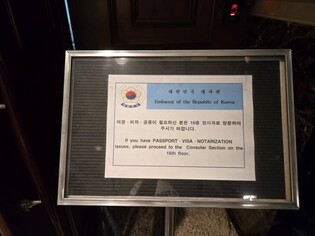 대 한 민 국 대 사 관
Embassy of the Republic of Korea
여권 · 비자 · 공증이 필요하신 분은 16층 영사과로 방문하여
주시기 바랍니다.
If you have PASSPORT · VISA · NOTARIZATION
issues, please proceed to the Consular Section on the
16th floor.